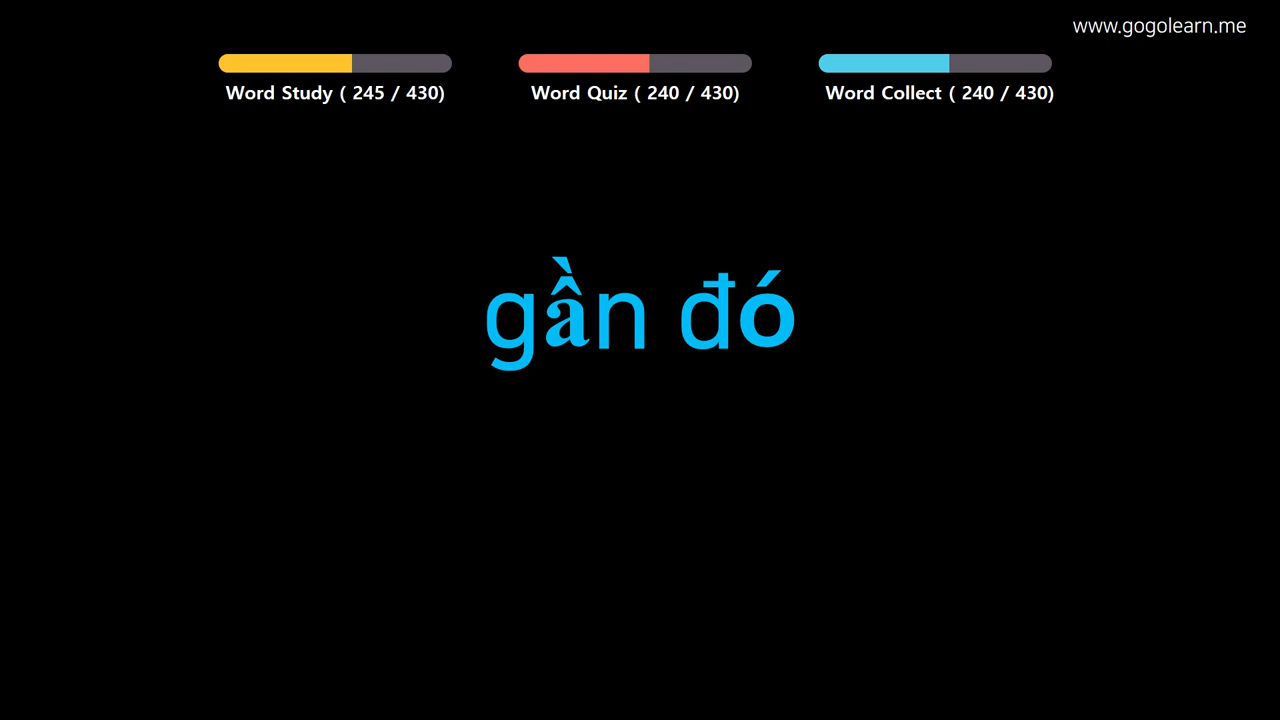 www.gogolearn.me
Word Study ( 245 / 430)
Word Quiz ( 240 / 430)
Word Collect ( 240 / 430)
gần đó